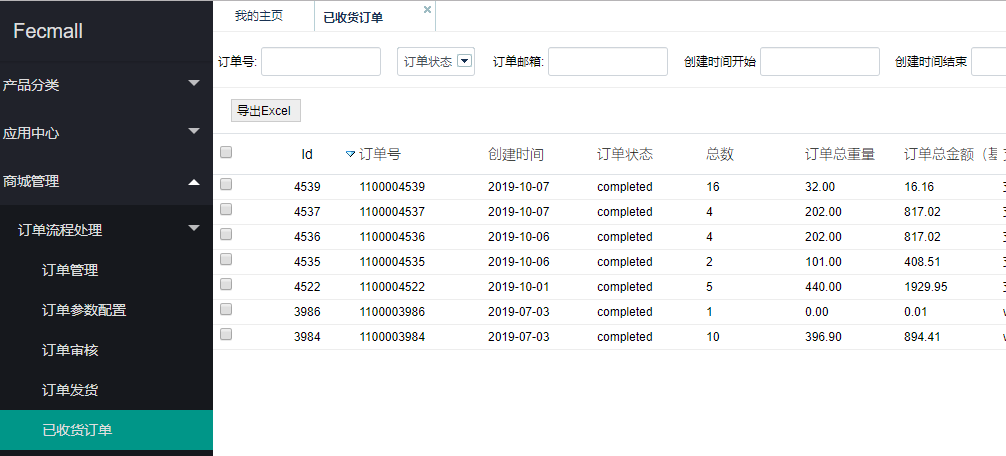 Fecmall
产品分类
应用中心
商城管理
订单流程处理
订单管理
订单参数配置
订单审核
订单发货
已收货订单
我的主页 已收货订单
订单号: 订单状态 订单邮箱: 创建时间开始 创建时间结束
导出Excel
Id 订单号 创建时间 订单状态 总数 订单总重量 订单总金额（基
4539 1100004539 2019-10-07 completed 16 32.00 16.16
4537 1100004537 2019-10-07 completed 4 202.00 817.02
4536 1100004536 2019-10-06 completed 4 202.00 817.02
4535 1100004535 2019-10-06 completed 2 101.00 408.51
4522 1100004522 2019-10-01 completed 5 440.00 1929.95
3986 1100003986 2019-07-03 completed 1 0.00 0.01
3984 1100003984 2019-07-03 completed 10 396.90 894.41